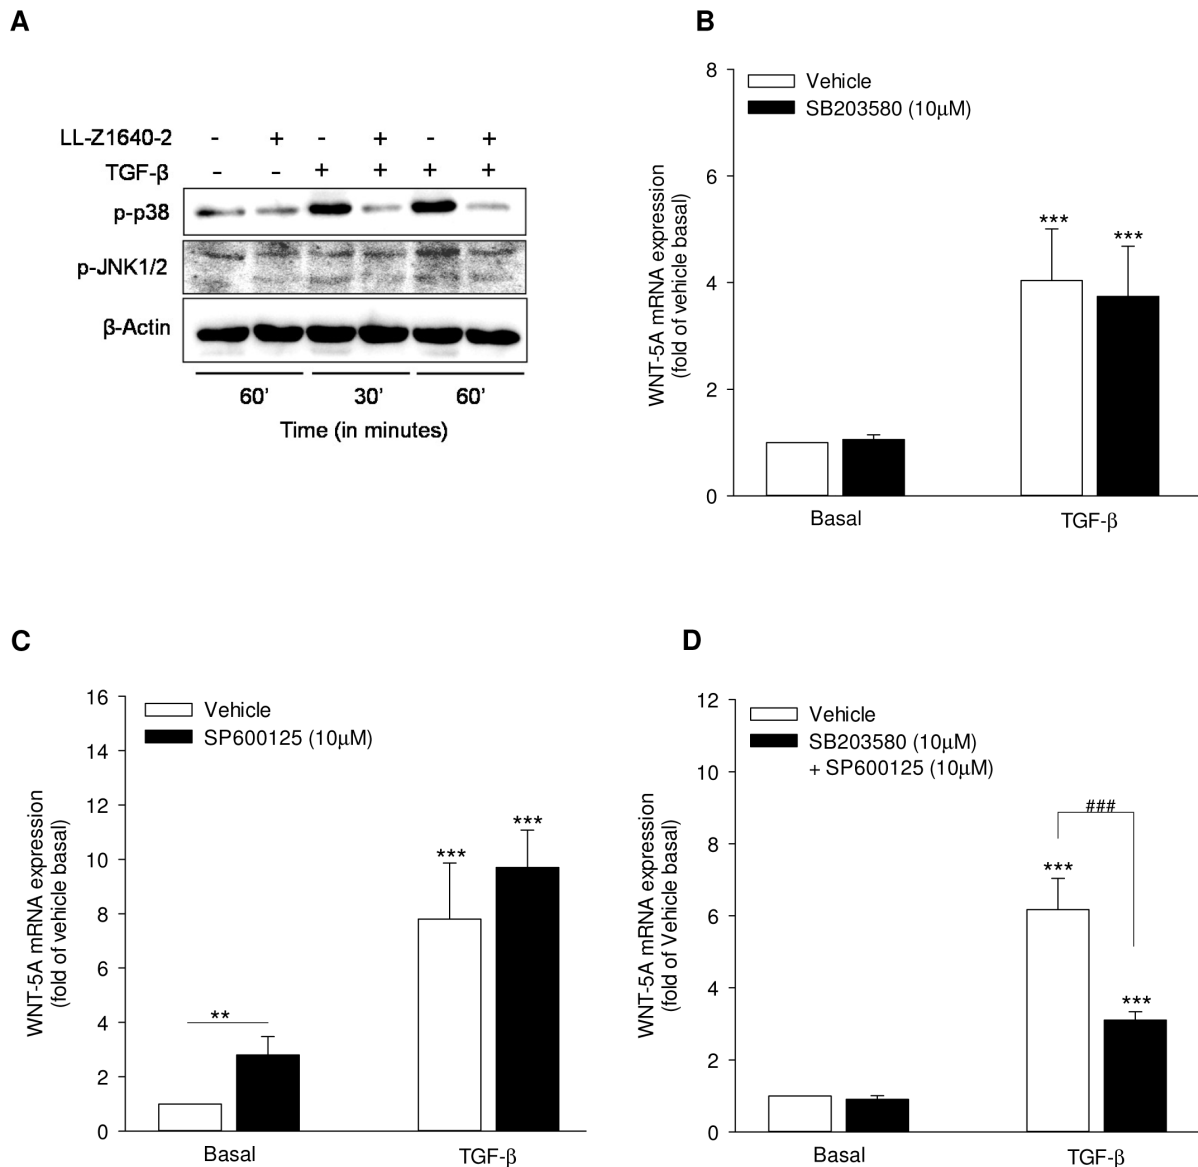 A
LL-Z1640-2 - + - + - +
TGF-β - - + + + +
p-p38
p-JNK1/2
β-Actin
60’ 30’ 60’
Time (in minutes)
B
Vehicle
SB203580 (10μM)
WNT-5A mRNA expression
(fold of vehicle basal)
8
6
4
2
0
***
***
Basal
TGF-β
C
Vehicle
SP600125 (10μM)
WNT-5A mRNA expression
(fold of vehicle basal)
16
14
12
10
8
6
4
2
0
**
***
***
Basal
TGF-β
D
Vehicle
SB203580 (10μM)
+ SP600125 (10μM)
WNT-5A mRNA expression
(fold of Vehicle basal)
12
10
8
6
4
2
0
###
***
***
Basal
TGF-β